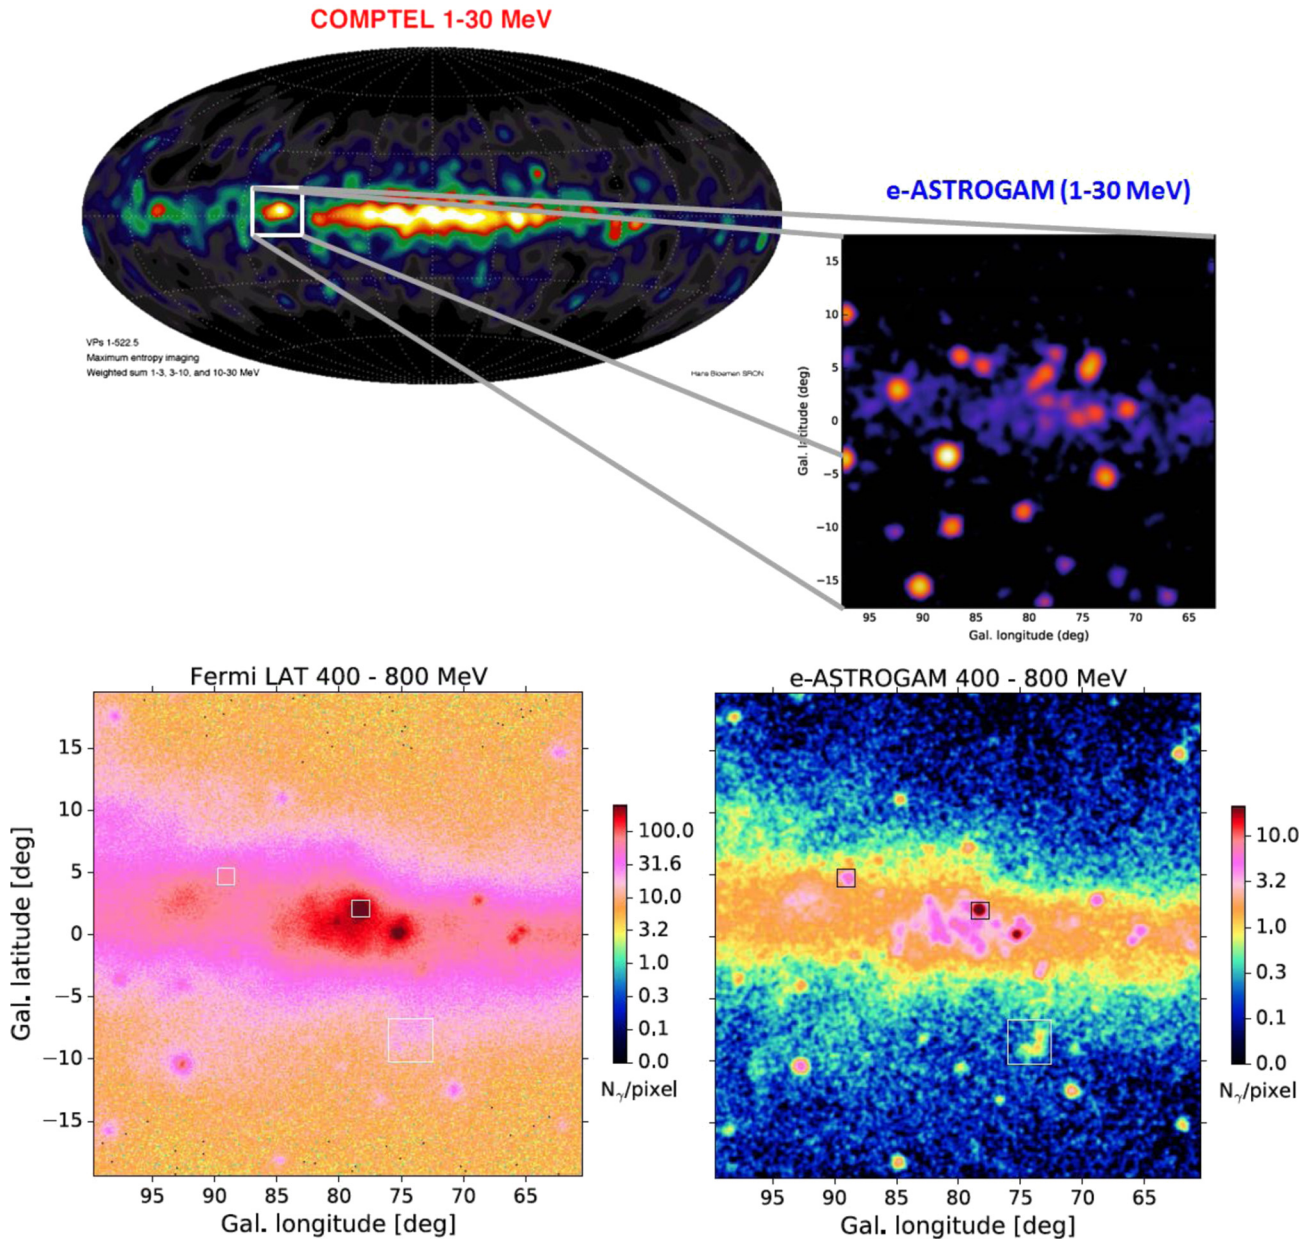 COMPTEL 1-30 MeV
VPs 1-522.5
Maximum entropy imaging
Weighted sum 1-3, 3-10, and 10-30 MeV
Hans Bloemen SRON
e-ASTROGAM (1-30 MeV)
15
10
5
0
−5
−10
−15
Gal. latitude (deg)
95 90 85 80 75 70 65
Gal. longitude (deg)
Fermi LAT 400 - 800 MeV
15
10
5
0
−5
−10
−15
Gal. latitude [deg]
95 90 85 80 75 70 65
Gal. longitude [deg]
100.0
31.6
10.0
3.2
1.0
0.3
0.1
0.0
Nγ/pixel
e-ASTROGAM 400 - 800 MeV
95 90 85 80 75 70 65
Gal. longitude [deg]
10.0
3.2
1.0
0.3
0.1
0.0
Nγ/pixel